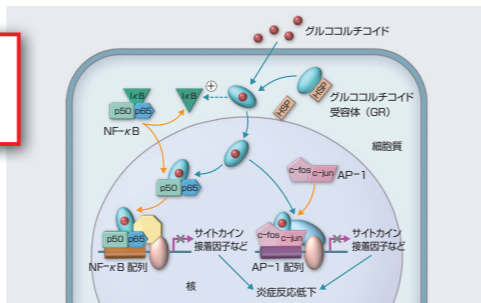 グルココルチコイド
IκB
IκB
+
p50 p65
NF-κB
HSP
HSP
グルココルチコイド
受容体（GR）
細胞質
p50 p65
c-fos c-jun
AP-1
p50 p65
NF-κB 配列
サイトカイン
接着因子など
c-fos c-jun
AP-1 配列
サイトカイン
接着因子など
核
炎症反応低下